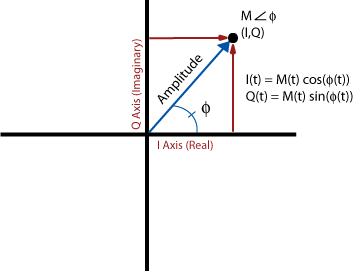 M∠ϕ
(I,Q)
Q Axis (Imaginary)
Amplitude
ϕ
I(t) = M(t) cos(ϕ(t))
Q(t) = M(t) sin(ϕ(t))
I Axis (Real)